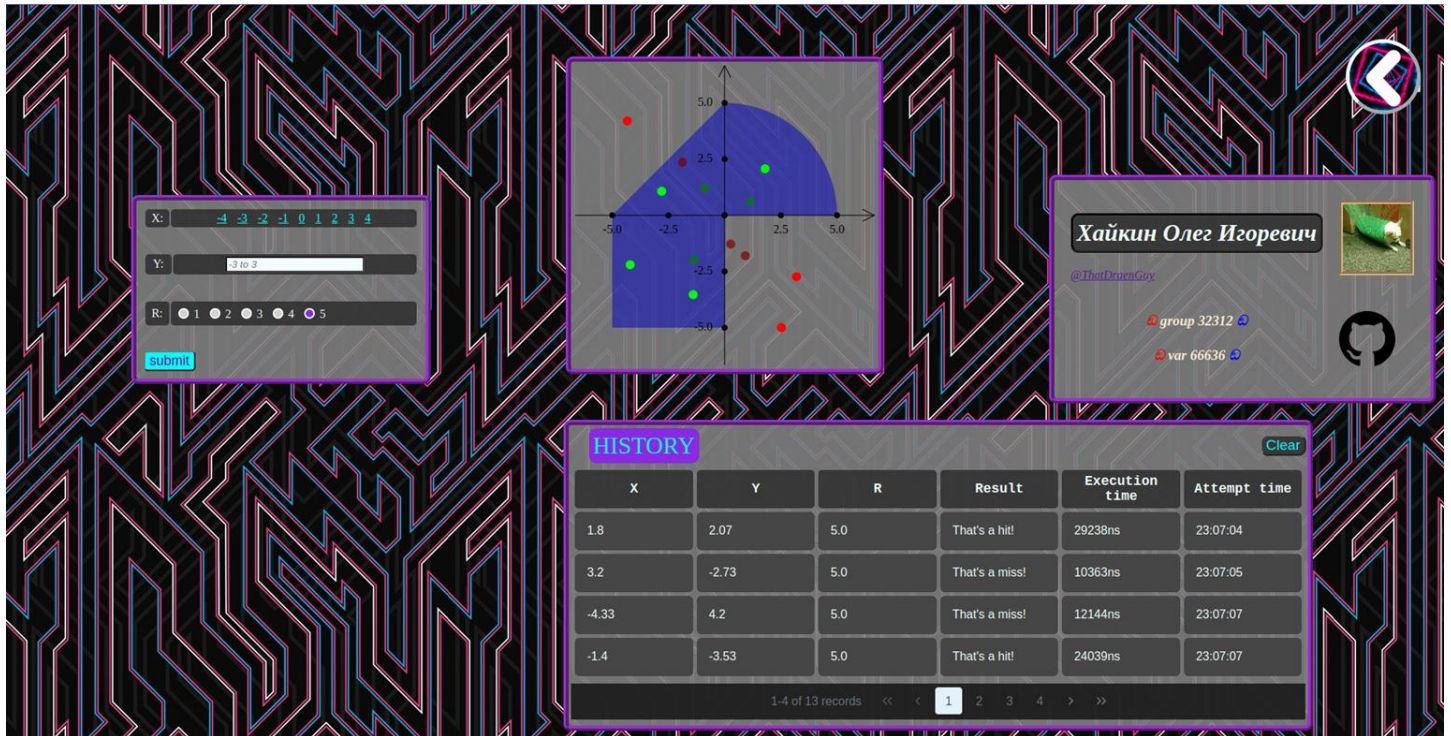 X: -4 -3 -2 -1 0 1 2 3 4
Y: -3 to 3
R: 1 2 3 4 5
submit
5.0
2.5
-5.0 -2.5 2.5 5.0
-2.5
-5.0
Хайкин Олег Игоревич
@ThatDraenGuy
group 32312
var 66636
HISTORY Clear
X Y R Result Execution time Attempt time
1.8 2.07 5.0 That's a hit! 29238ns 23:07:04
3.2 -2.73 5.0 That's a miss! 10363ns 23:07:05
-4.33 4.2 5.0 That's a miss! 12144ns 23:07:07
-1.4 -3.53 5.0 That's a hit! 24039ns 23:07:07
1-4 of 13 records 1 2 3 4